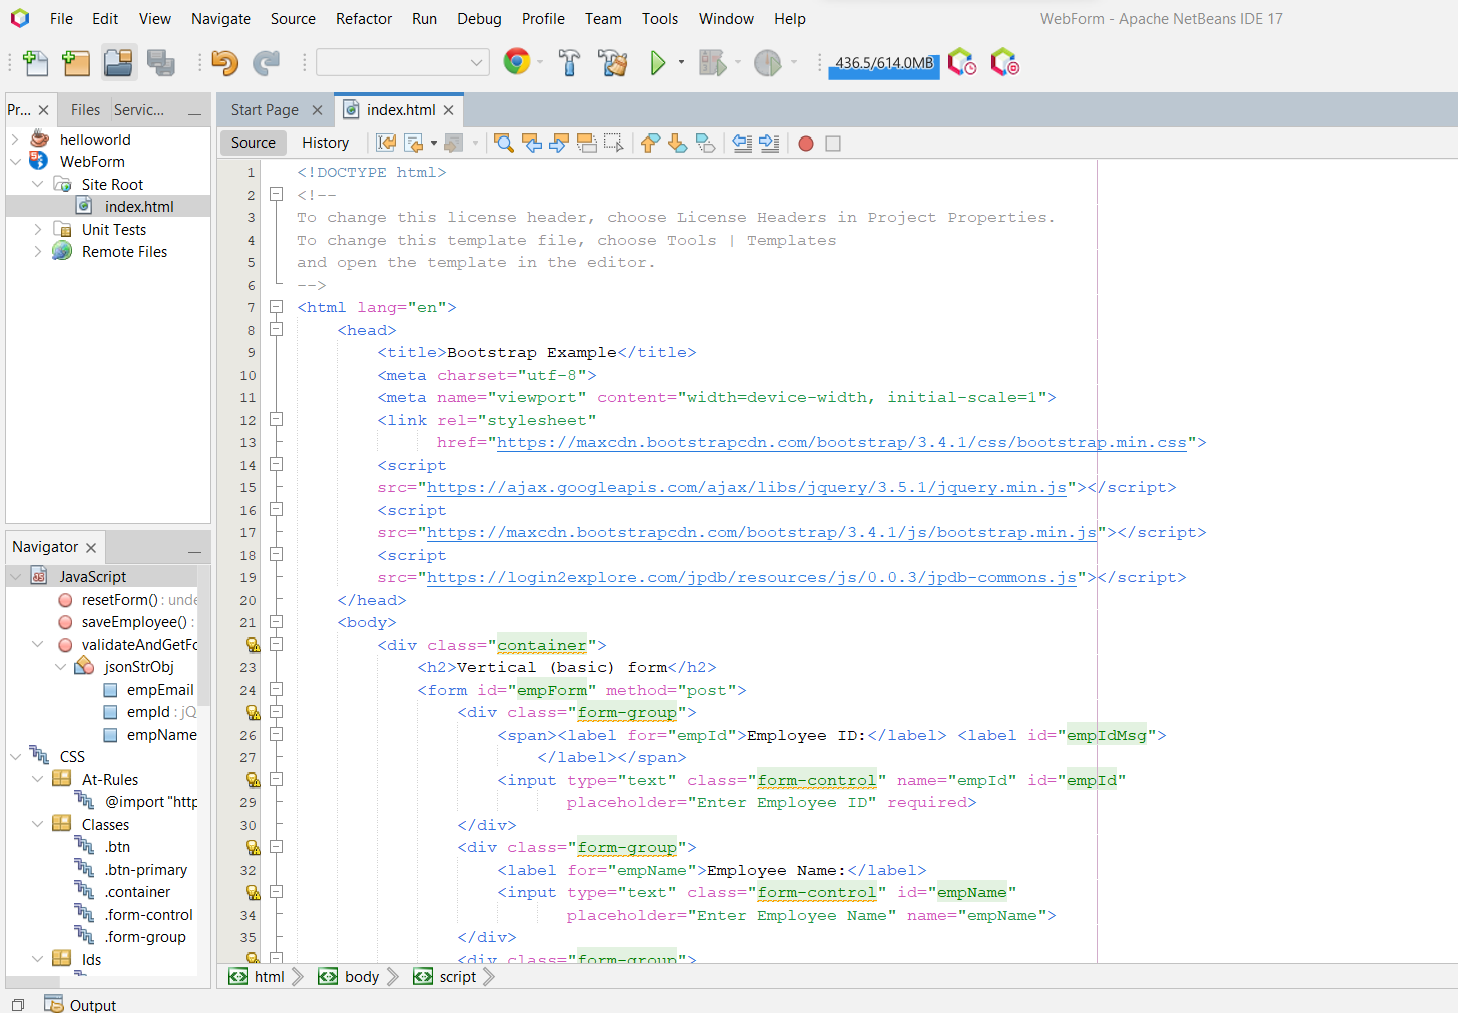 File Edit View Navigate Source Refactor Run Debug Profile Team Tools Window Help WebForm - Apache NetBeans IDE 17
436.5/614.0MB
Pr... Files Servic...
helloworld
WebForm
Site Root
index.html
Unit Tests
Remote Files
Navigator
JavaScript
resetForm() : unde
saveEmployee() :
validateAndGetFo
jsonStrObj
empEmail
empId : jQ
empName
CSS
At-Rules
@import "http
Classes
.btn
.btn-primary
.container
.form-control
.form-group
Ids
Start Page index.html
Source History
1 <!DOCTYPE html>
2 <!--
3 To change this license header, choose License Headers in Project Properties.
4 To change this template file, choose Tools | Templates
5 and open the template in the editor.
6 -->
7 <html lang="en">
8 <head>
9 <title>Bootstrap Example</title>
10 <meta charset="utf-8">
11 <meta name="viewport" content="width=device-width, initial-scale=1">
12 <link rel="stylesheet"
13 href="https://maxcdn.bootstrapcdn.com/bootstrap/3.4.1/css/bootstrap.min.css">
14 <script
15 src="https://ajax.googleapis.com/ajax/libs/jquery/3.5.1/jquery.min.js"></script>
16 <script
17 src="https://maxcdn.bootstrapcdn.com/bootstrap/3.4.1/js/bootstrap.min.js"></script>
18 <script
19 src="https://login2explore.com/jpdb/resources/js/0.0.3/jpdb-commons.js"></script>
20 </head>
21 <body>
<div class="container">
23 <h2>Vertical (basic) form</h2>
24 <form id="empForm" method="post">
<div class="form-group">
26 <span><label for="empId">Employee ID:</label> <label id="empIdMsg">
27 </label></span>
<input type="text" class="form-control" name="empId" id="empId"
29 placeholder="Enter Employee ID" required>
30 </div>
<div class="form-group">
32 <label for="empName">Employee Name:</label>
<input type="text" class="form-control" id="empName"
34 placeholder="Enter Employee Name" name="empName">
35 </div>
<div class="form-group">
html body script
Output